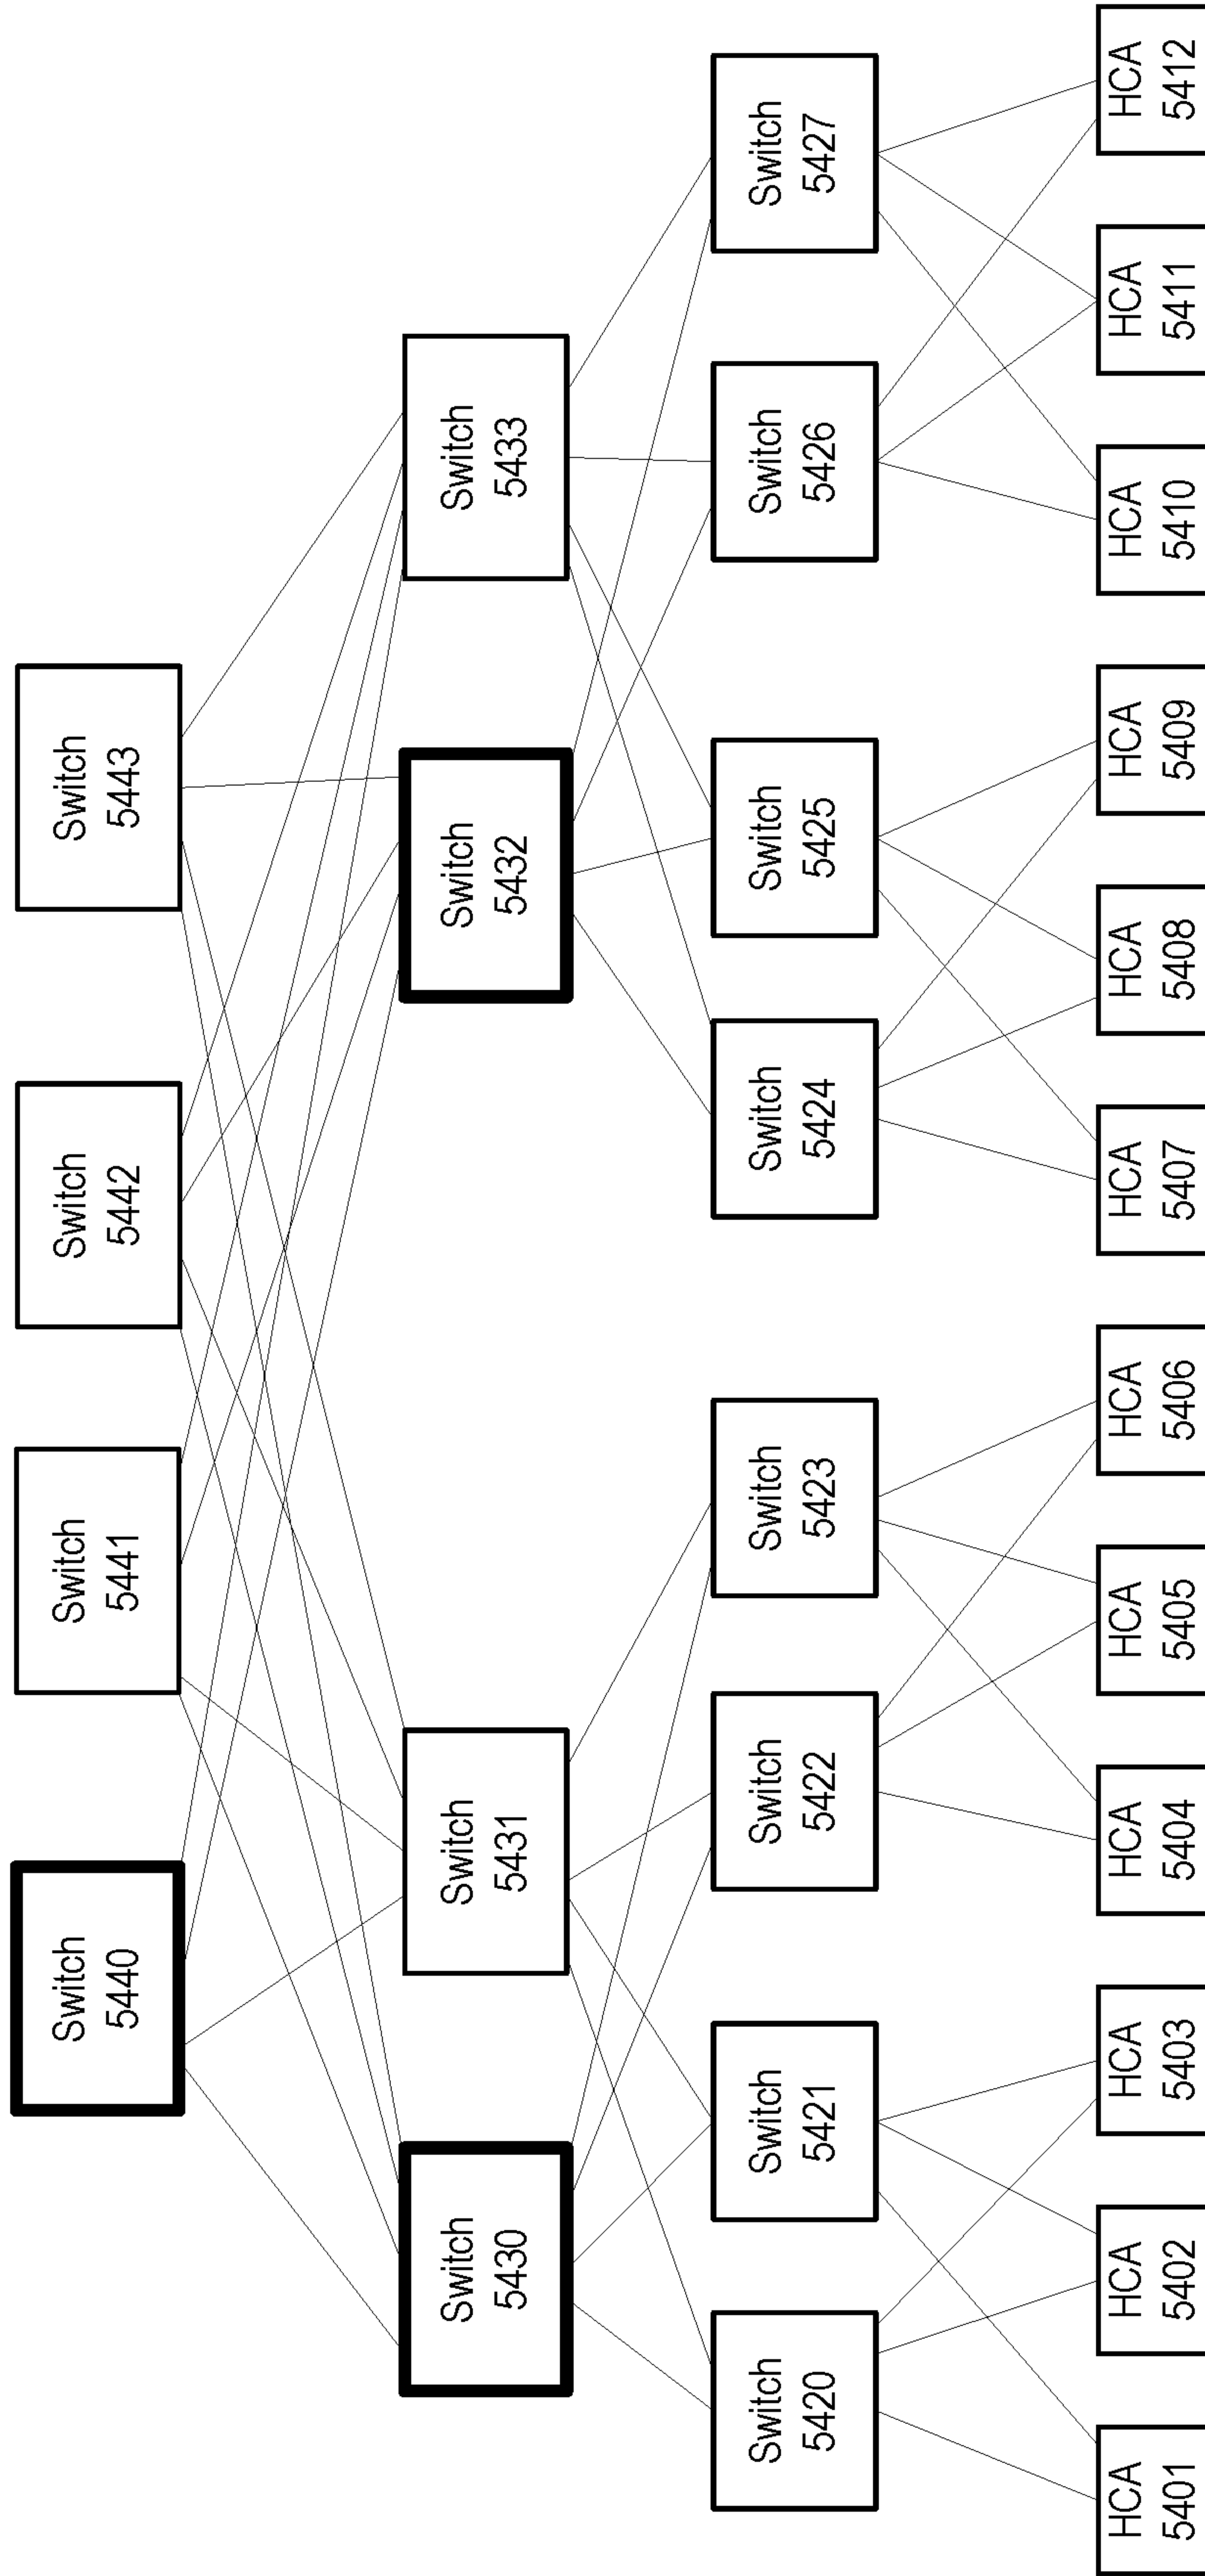 Switch
5440
Switch
5441
Switch
5442
Switch
5443
Switch
5430
Switch
5431
Switch
5432
Switch
5433
Switch
5420
Switch
5421
Switch
5422
Switch
5423
Switch
5424
Switch
5425
Switch
5426
Switch
5427
HCA
5401
HCA
5402
HCA
5403
HCA
5404
HCA
5405
HCA
5406
HCA
5407
HCA
5408
HCA
5409
HCA
5410
HCA
5411
HCA
5412